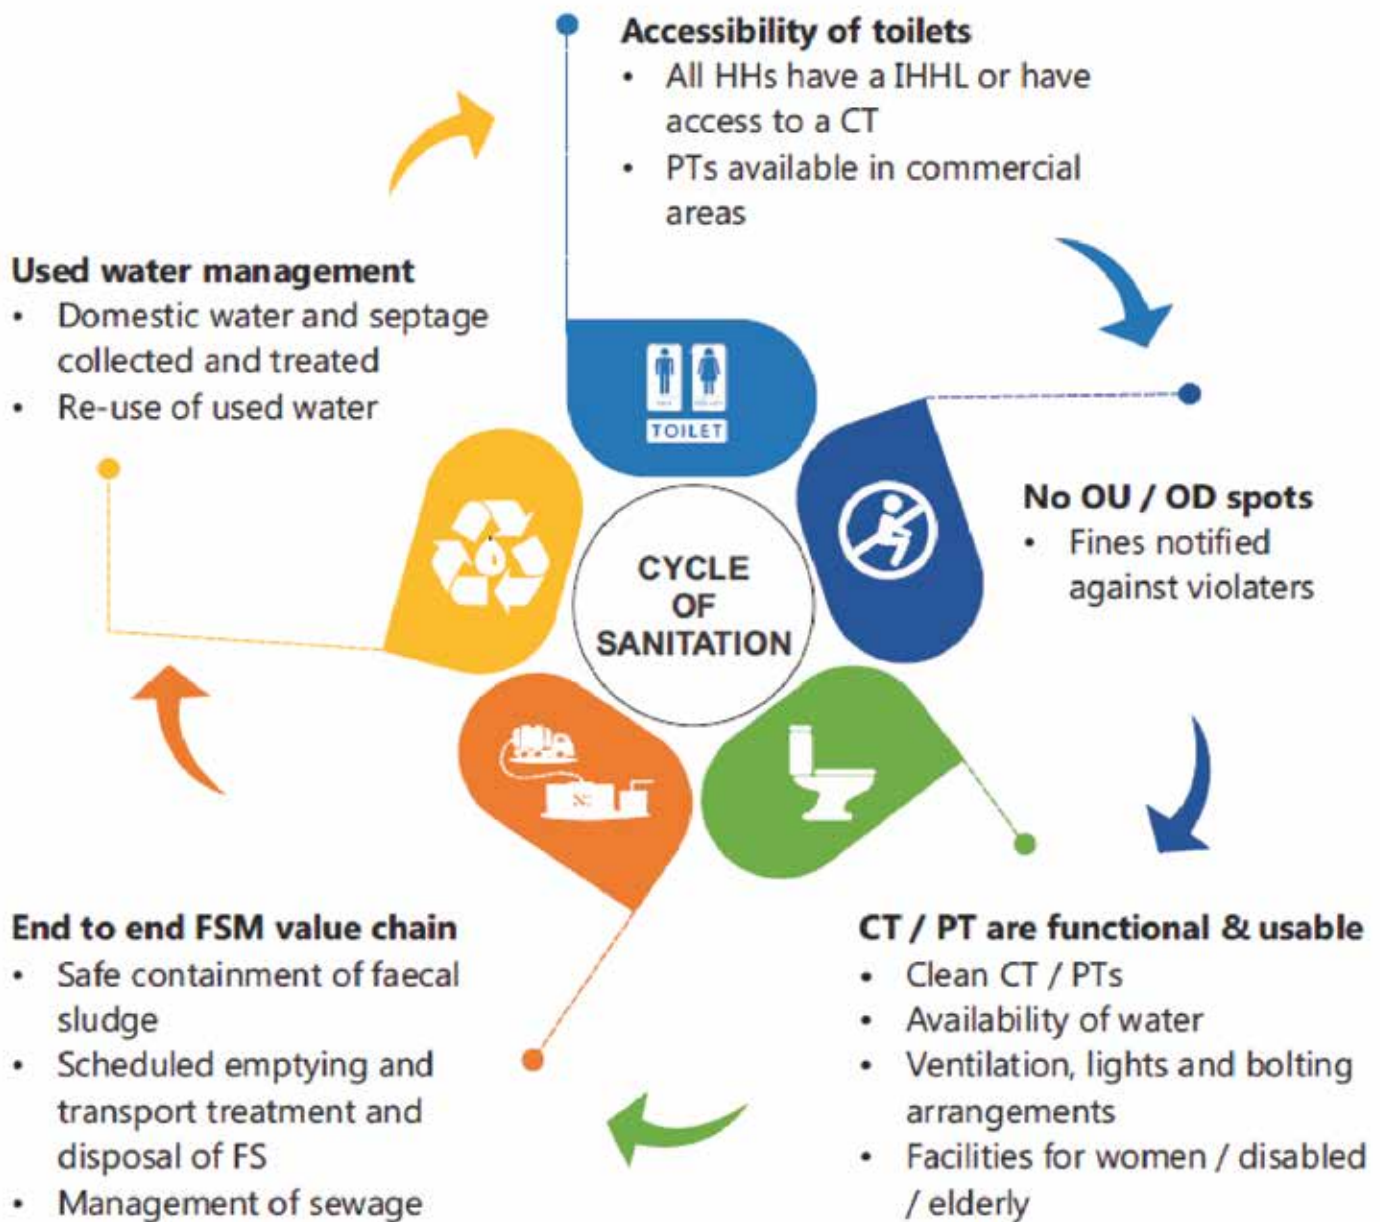 Accessibility of toilets
• All HHs have a IHHL or have
access to a CT
• PTs available in commercial
areas
Used water management
• Domestic water and septage
collected and treated
• Re-use of used water
TOILET
No OU / OD spots
• Fines notified
against violaters
CYCLE
OF
SANITATION
End to end FSM value chain
• Safe containment of faecal
sludge
• Scheduled emptying and
transport treatment and
disposal of FS
• Management of sewage
CT / PT are functional & usable
• Clean CT / PTs
• Availability of water
• Ventilation, lights and bolting
arrangements
• Facilities for women / disabled
/ elderly